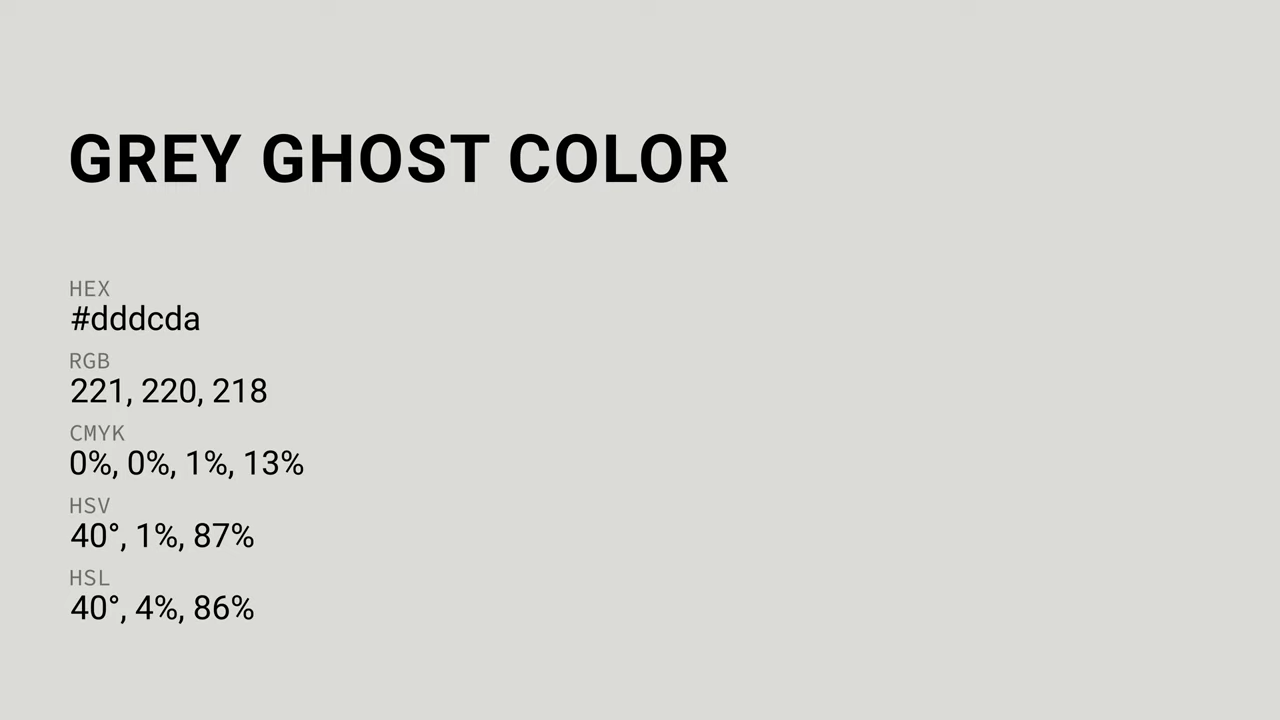 GREY GHOST COLOR
HEX
#dddcda
RGB
221, 220, 218
CMYK
0%, 0%, 1%, 13%
HSV
40°, 1%, 87%
HSL
40°, 4%, 86%